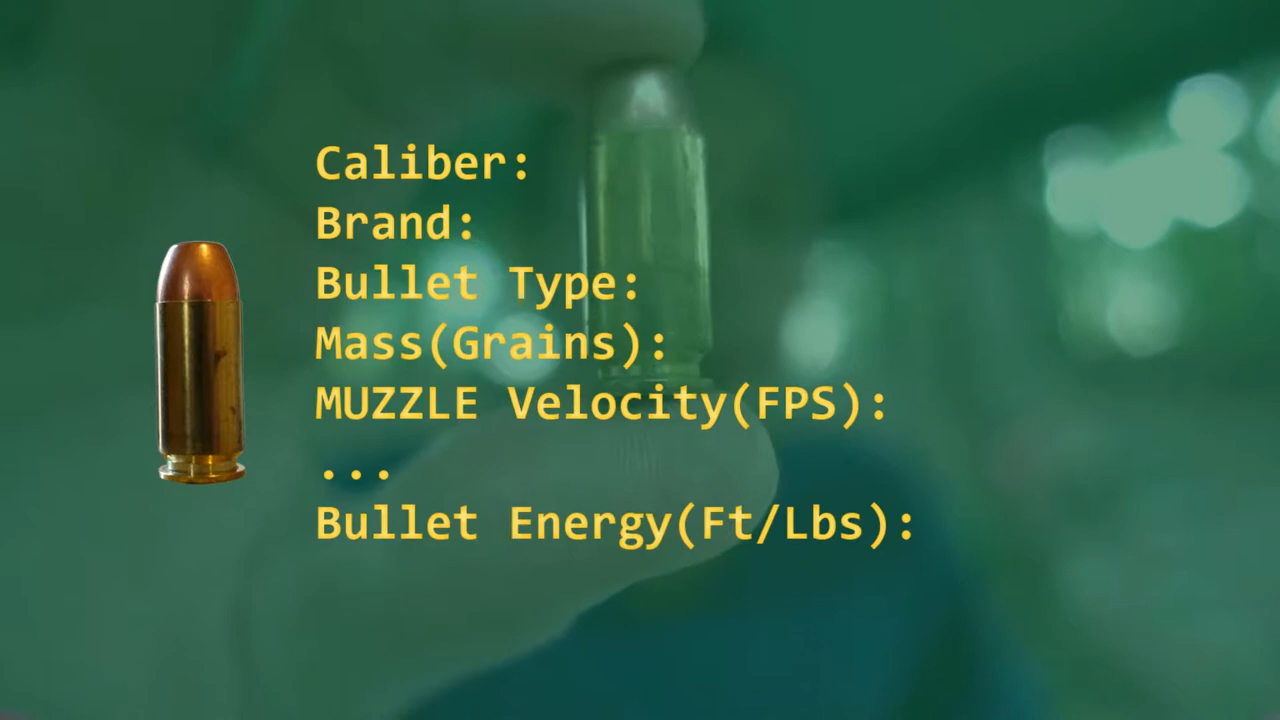 Caliber:
Brand:
Bullet Type:
Mass(Grains):
MUZZLE Velocity(FPS):
...
Bullet Energy(Ft/Lbs):